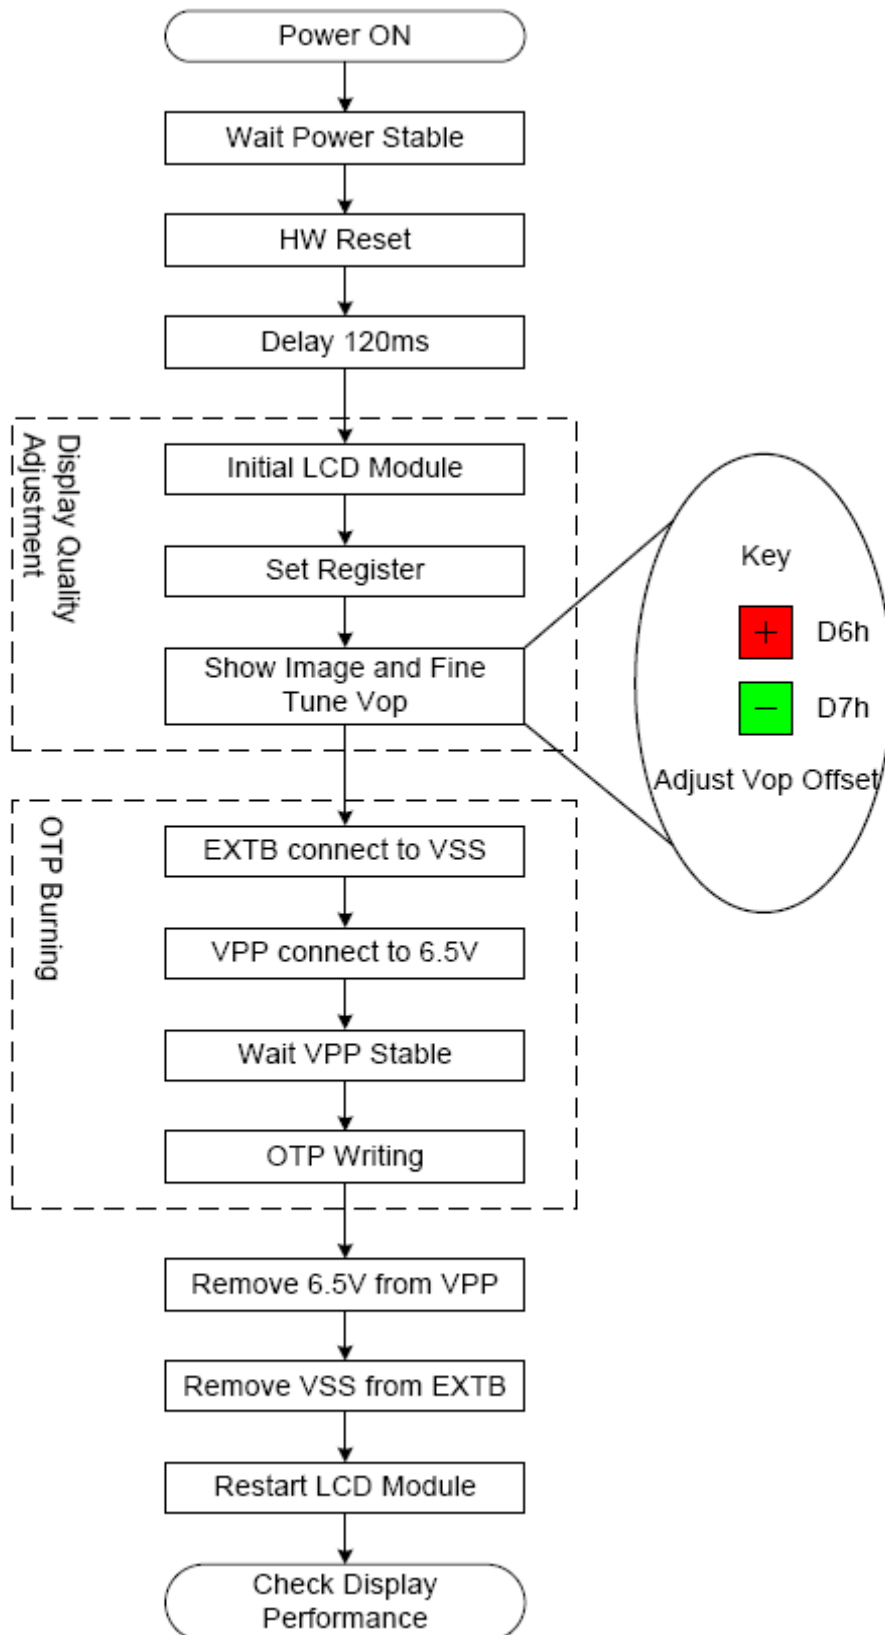 Power ON
Wait Power Stable
HW Reset
Delay 120ms
Display Quality
Adjustment
Initial LCD Module
Set Register
Show Image and Fine
Tune Vop
Key
+ D6h
− D7h
Adjust Vop Offset
OTP Burning
EXTB connect to VSS
VPP connect to 6.5V
Wait VPP Stable
OTP Writing
Remove 6.5V from VPP
Remove VSS from EXTB
Restart LCD Module
Check Display
Performance